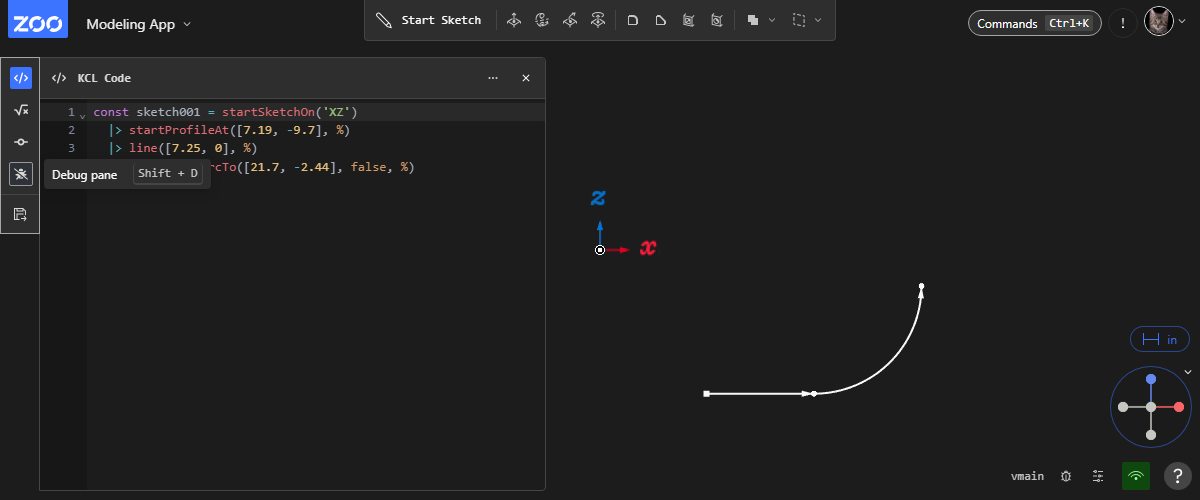 ZOO Modeling App Start Sketch Commands Ctrl+K !
KCL Code
1 const sketch001 = startSketchOn('XZ')
2 |> startProfileAt([7.19, -9.7], %)
3 |> line([7.25, 0], %)
rcTo([21.7, -2.44], false, %)
Debug pane Shift + D
z
x
in
vmain ?